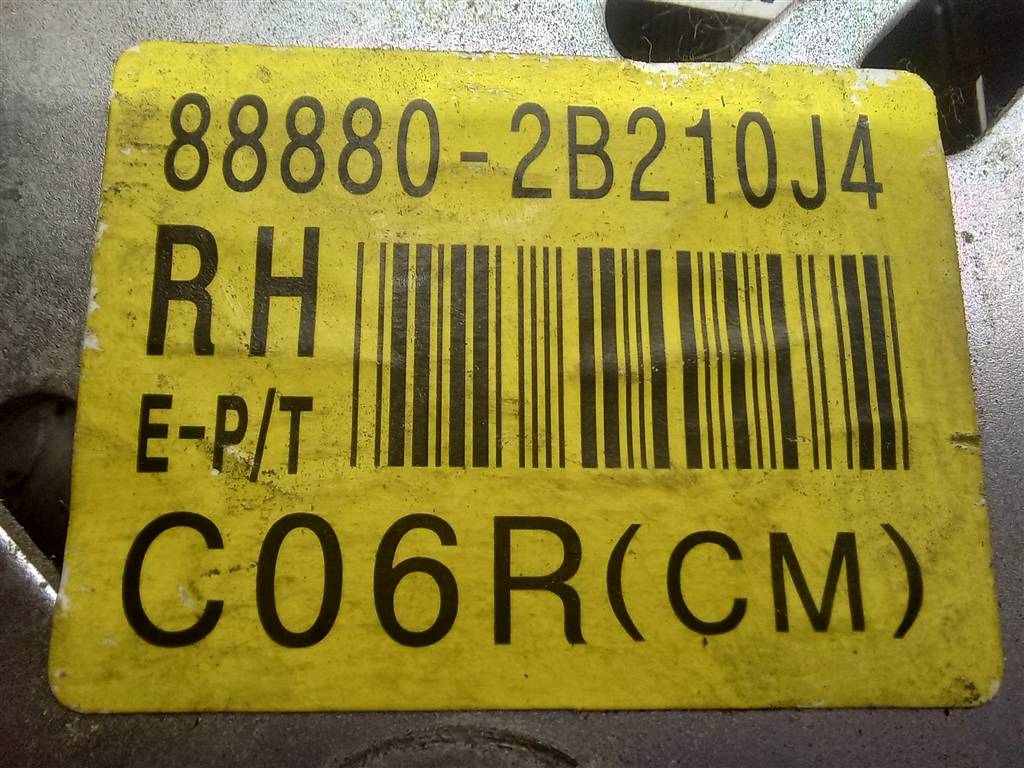 88880-2B210J4
RH
E-P/T
C06R(CM)